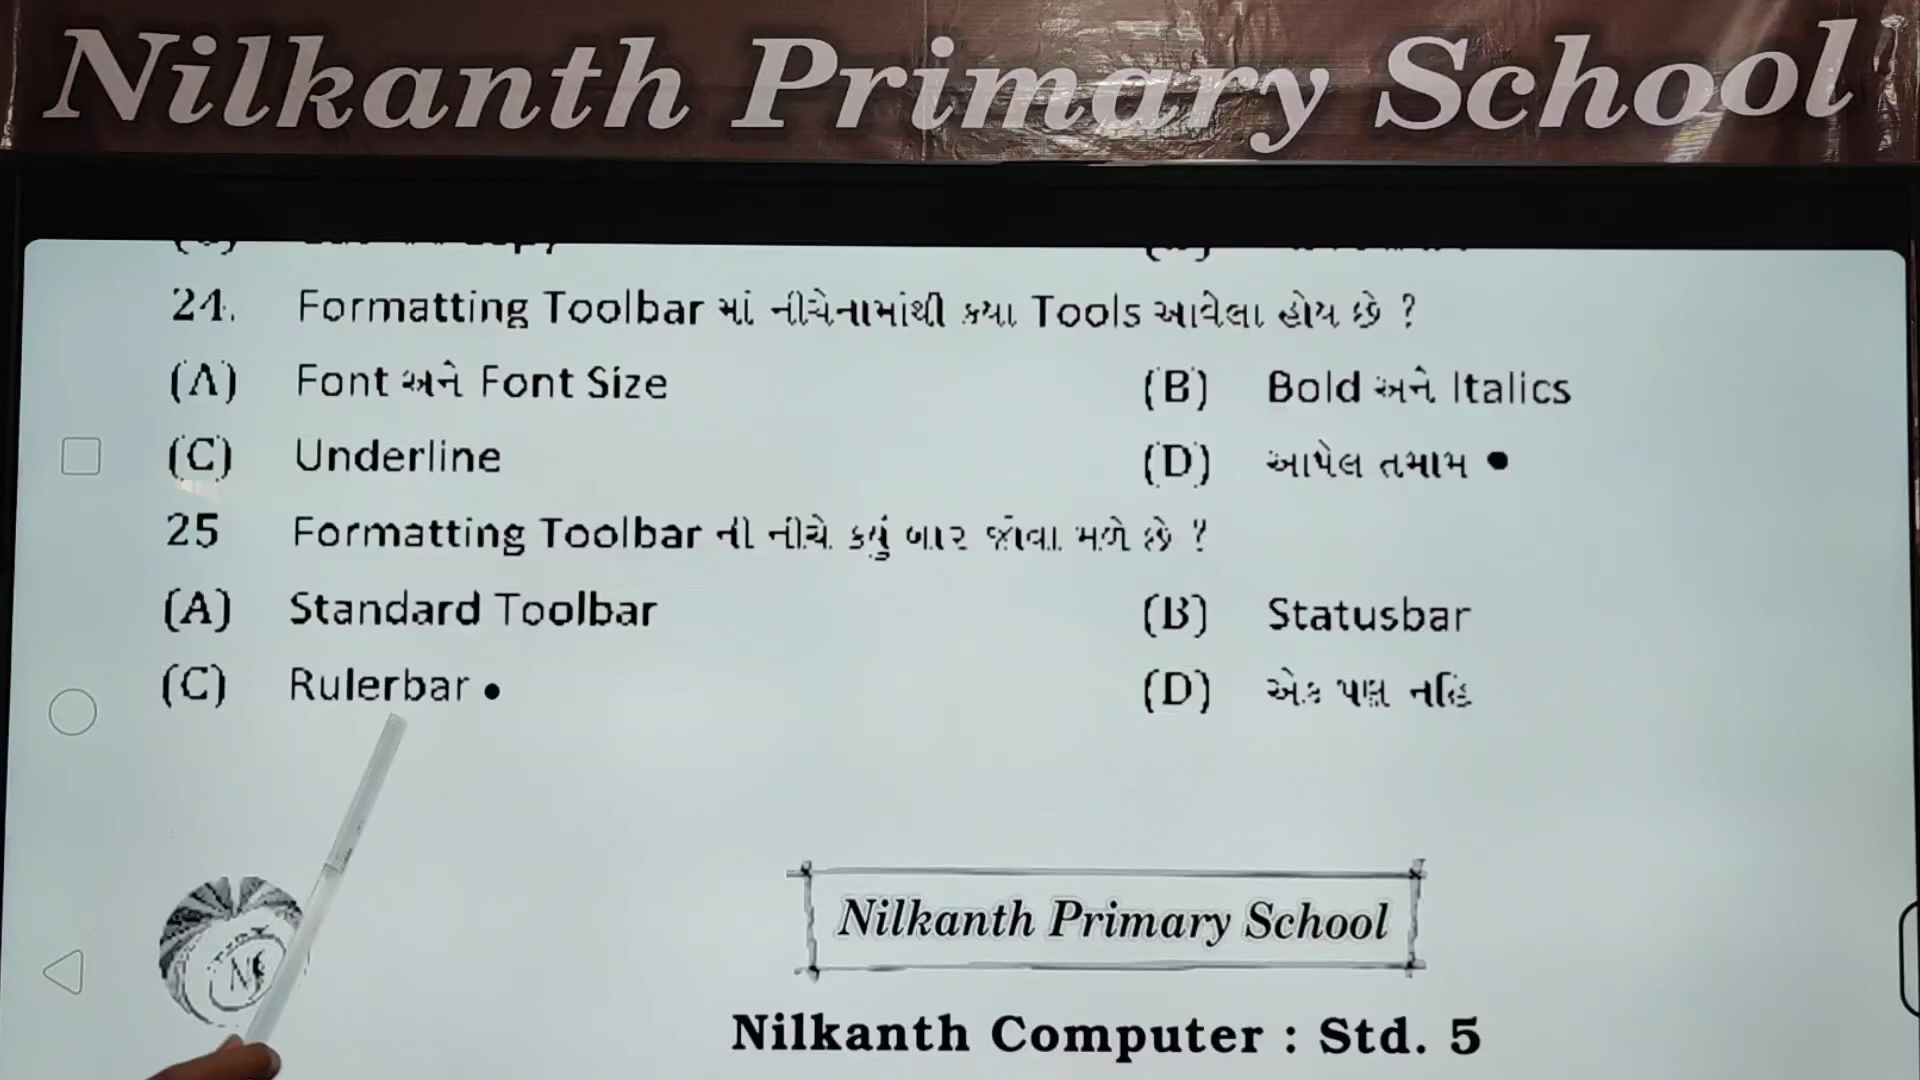 Nilkanth Primary School
24. Formatting Toolbar માં નીચેનામાંથી કયા Tools આવેલા હોય છે ?
(A) Font અને Font Size (B) Bold અને Italics
(C) Underline (D) આપેલ તમામ •
25 Formatting Toolbar ની નીચે કયું બાર જોવા મળે છે ?
(A) Standard Toolbar (B) Statusbar
(C) Rulerbar • (D) એક પણ નહિ
Nilkanth Primary School
Nilkanth Computer : Std. 5